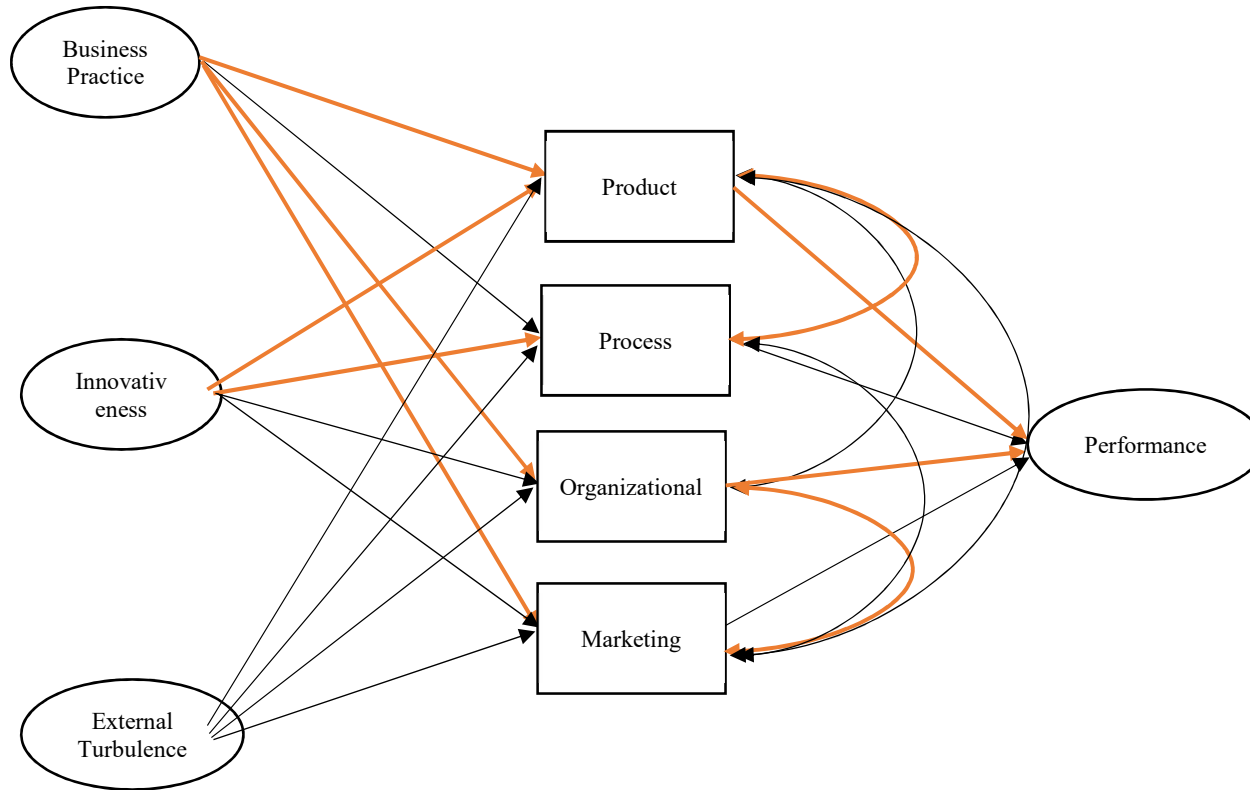 Business
Practice
Product
Process
Innovativ
eness
Organizational
Performance
Marketing
External
Turbulence